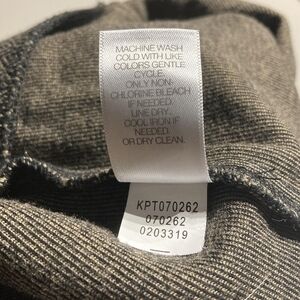 MACHINE WASH
COLD WITH LIKE
COLORS GENTLE
CYCLE.
ONLY NON-
CHLORINE BLEACH
IF NEEDED.
LINE DRY.
COOL IRON IF
NEEDED.
OR DRY CLEAN.
KPT070262
070262
0203319